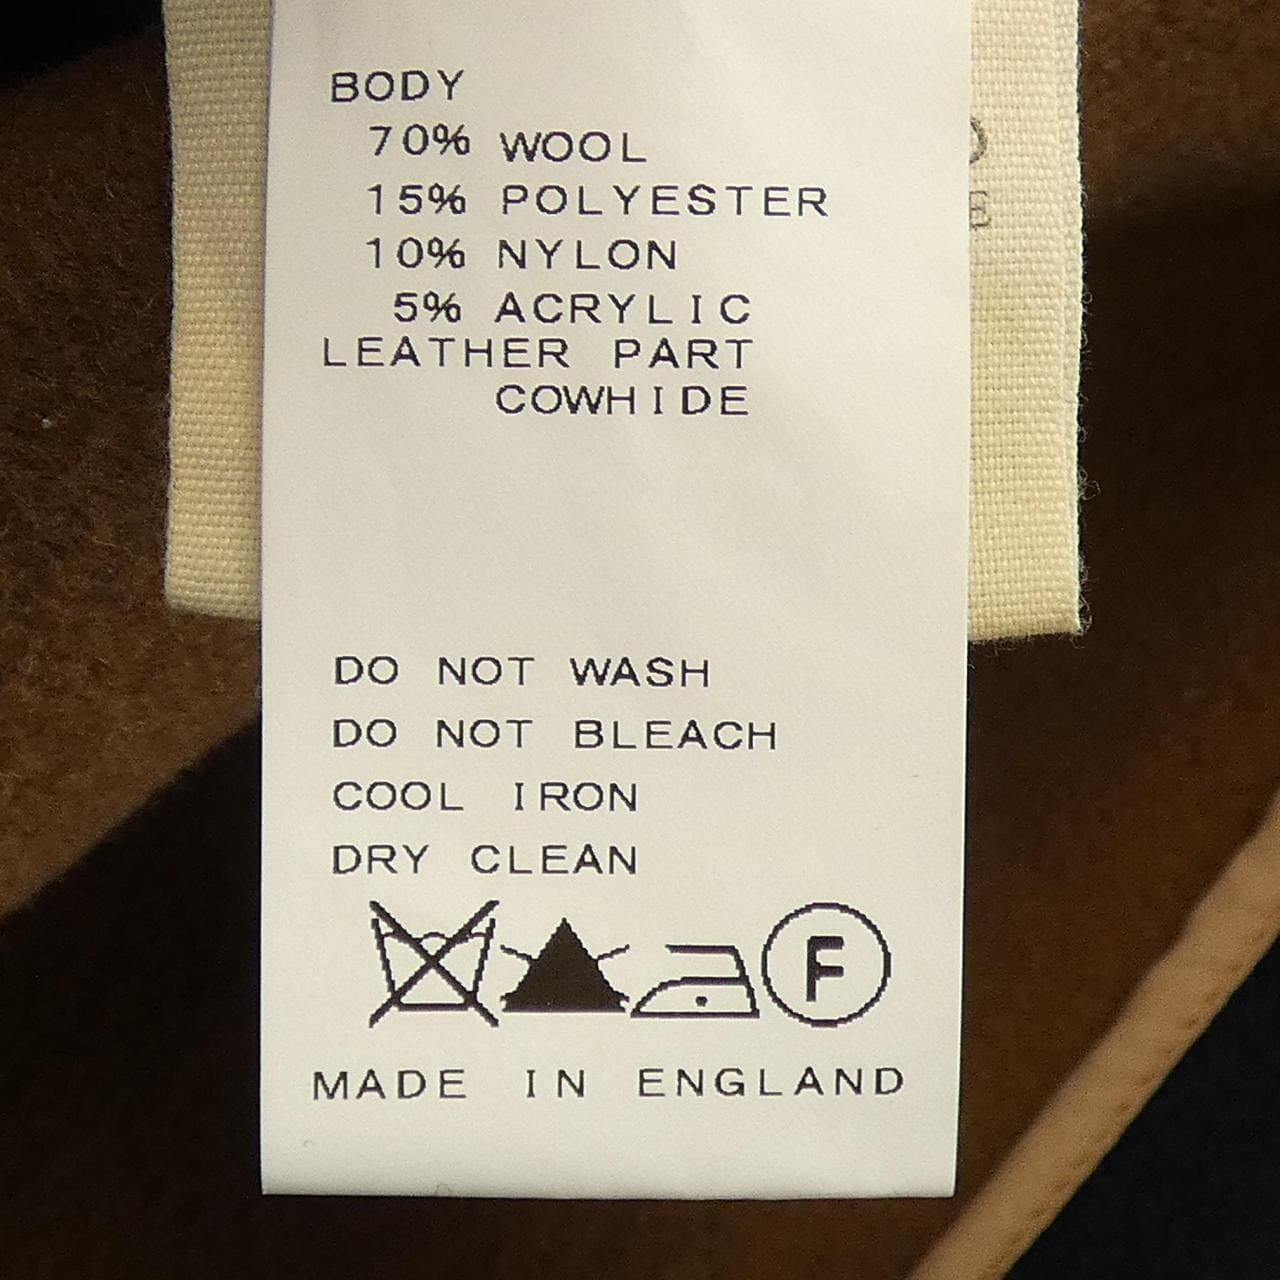 BODY
70% WOOL
15% POLYESTER
10% NYLON
5% ACRYLIC
LEATHER PART
COWHIDE
DO NOT WASH
DO NOT BLEACH
COOL IRON
DRY CLEAN
F
MADE IN ENGLAND